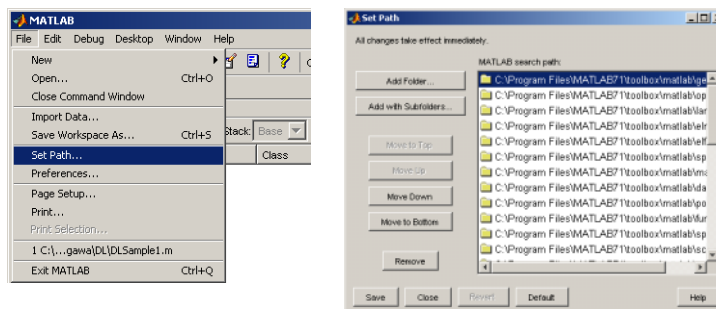 MATLAB
File Edit Debug Desktop Window Help
New
Open... Ctrl+O
Close Command Window
Import Data...
Save Workspace As... Ctrl+S
Stack: Base
Set Path...
Class
Preferences...
Page Setup...
Print...
Print Selection...
1 C:\...gawa\DL\DLSample1.m
Exit MATLAB Ctrl+Q
Set Path
All changes take effect immediately.
MATLAB search path:
Add Folder...
Add with Subfolders...
Move to Top
Move Up
Move Down
Move to Bottom
Remove
C:\Program Files\MATLAB71\toolbox\matlab\ge
C:\Program Files\MATLAB71\toolbox\matlab\op
C:\Program Files\MATLAB71\toolbox\matlab\lan
C:\Program Files\MATLAB71\toolbox\matlab\elm
C:\Program Files\MATLAB71\toolbox\matlab\elf
C:\Program Files\MATLAB71\toolbox\matlab\sp
C:\Program Files\MATLAB71\toolbox\matlab\ma
C:\Program Files\MATLAB71\toolbox\matlab\da
C:\Program Files\MATLAB71\toolbox\matlab\po
C:\Program Files\MATLAB71\toolbox\matlab\fun
C:\Program Files\MATLAB71\toolbox\matlab\sp
C:\Program Files\MATLAB71\toolbox\matlab\sc
Save Close Revert Default Help